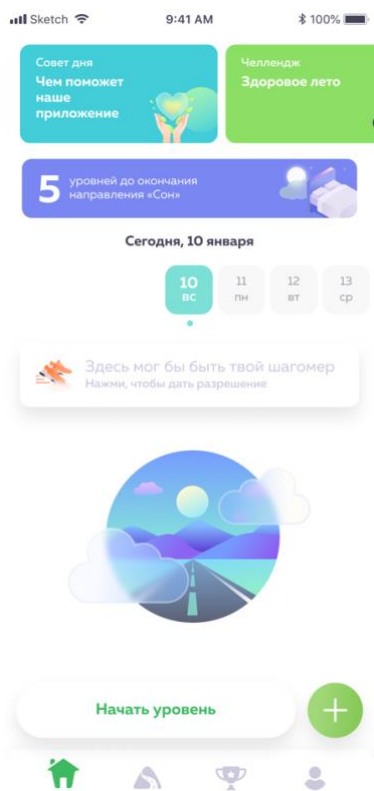 Sketch
9:41 AM
100%
Совет дня
Чем поможет
наше
приложение
Челлендж
Здоровое лето
5 уровней до окончания
направления «Сон»
Сегодня, 10 января
10 11 12 13
вс пн вт ср
Здесь мог бы быть твой шагомер
Нажми, чтобы дать разрешение
Начать уровень